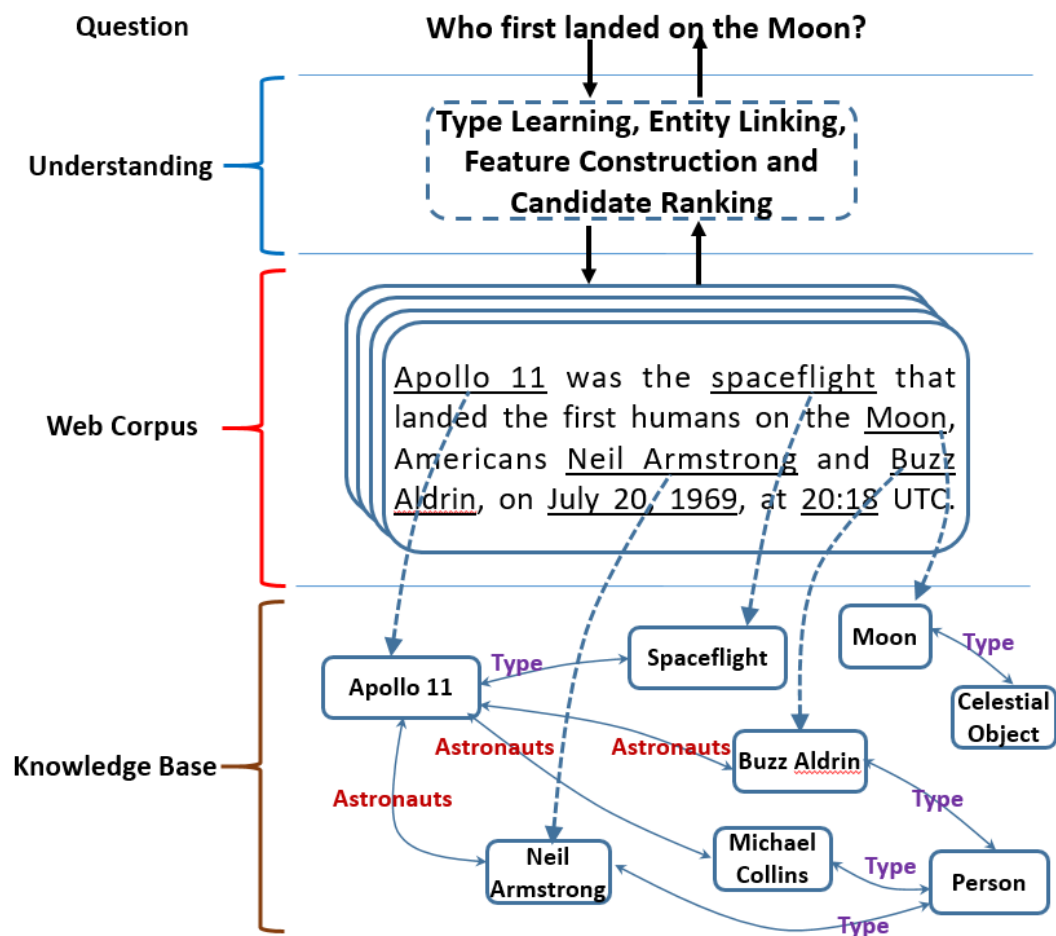 Question
Who first landed on the Moon?
Understanding
Type Learning, Entity Linking,
Feature Construction and
Candidate Ranking
Web Corpus
Apollo 11 was the spaceflight that
landed the first humans on the Moon,
Americans Neil Armstrong and Buzz
Aldrin, on July 20, 1969, at 20:18 UTC.
Knowledge Base
Apollo 11
Type
Spaceflight
Moon
Type
Celestial
Object
Astronauts
Astronauts
Buzz Aldrin
Astronauts
Type
Neil
Armstrong
Michael
Collins
Type
Person
Type